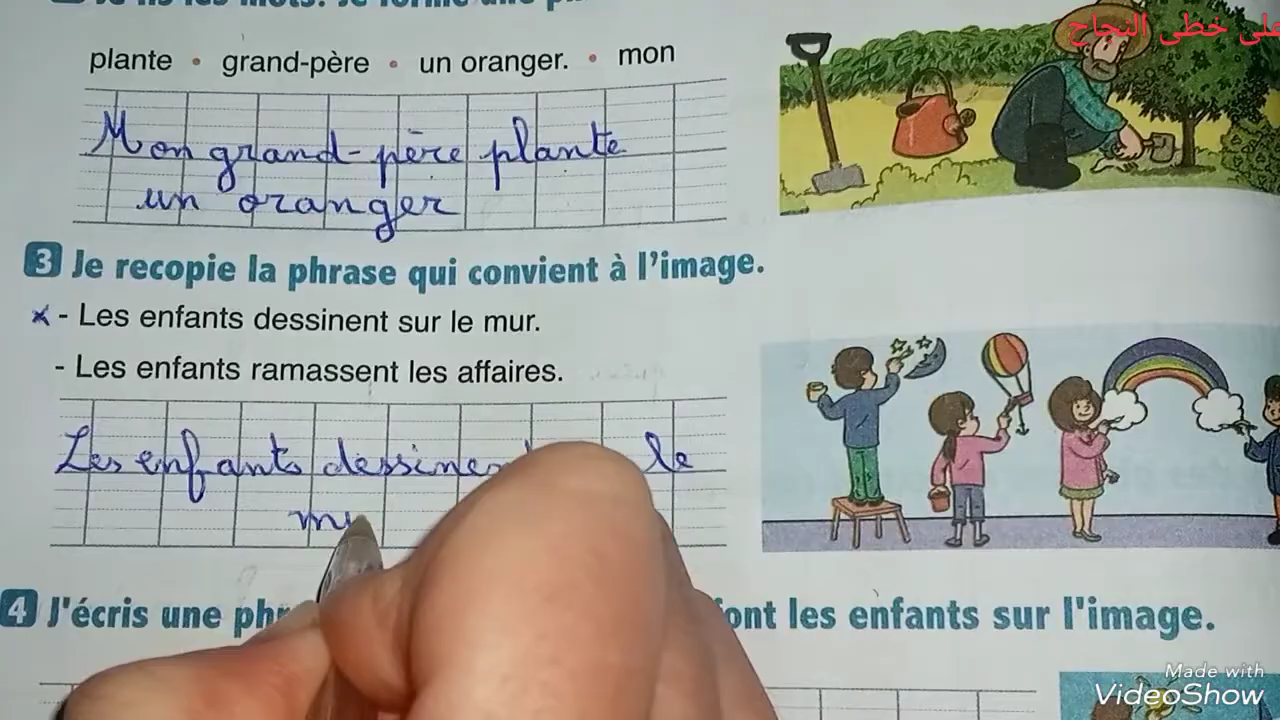 plante • grand-père • un oranger. • mon
على خطى النجاح
Mon grand-père plante
un oranger
3 Je recopie la phrase qui convient à l'image.
x - Les enfants dessinent sur le mur.
- Les enfants ramassent les affaires.
Les enfants dessinen le
mu
4 J'écris une phr font les enfants sur l'image.
Made with
VideoShow